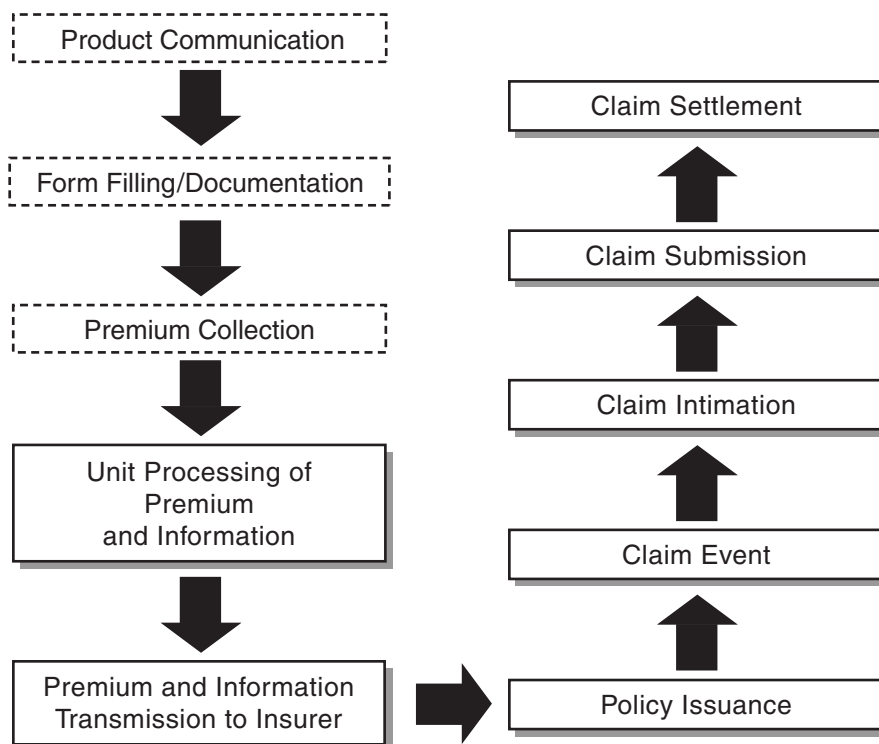 Product Communication
Form Filling/Documentation
Premium Collection
Unit Processing of
Premium
and Information
Premium and Information
Transmission to Insurer
Policy Issuance
Claim Event
Claim Intimation
Claim Submission
Claim Settlement